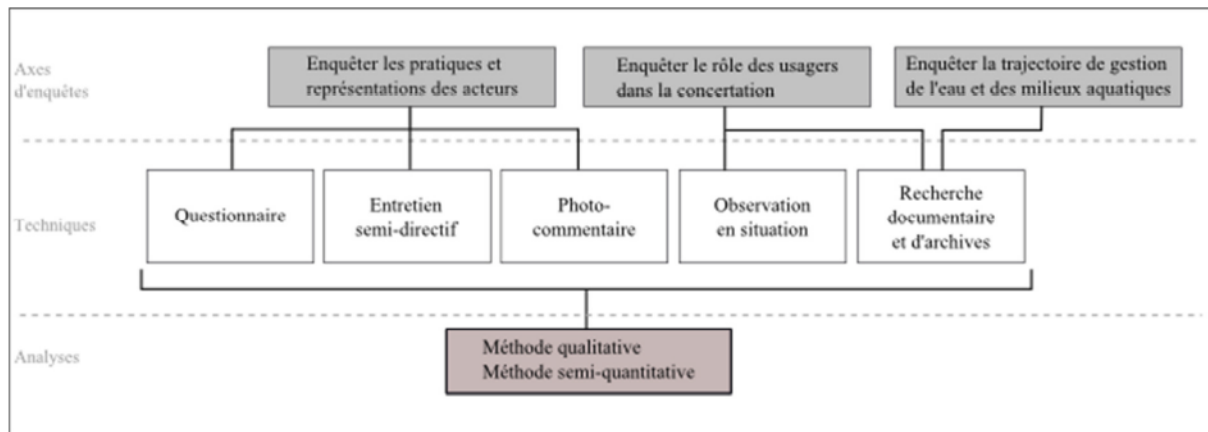 Axes
d'enquêtes
Enquêter les pratiques et
représentations des acteurs
Enquêter le rôle des usagers
dans la concertation
Enquêter la trajectoire de gestion
de l'eau et des milieux aquatiques
Techniques
Questionnaire
Entretien
semi-directif
Photo-
commentaire
Observation
en situation
Recherche
documentaire
et d'archives
Analyses
Méthode qualitative
Méthode semi-quantitative